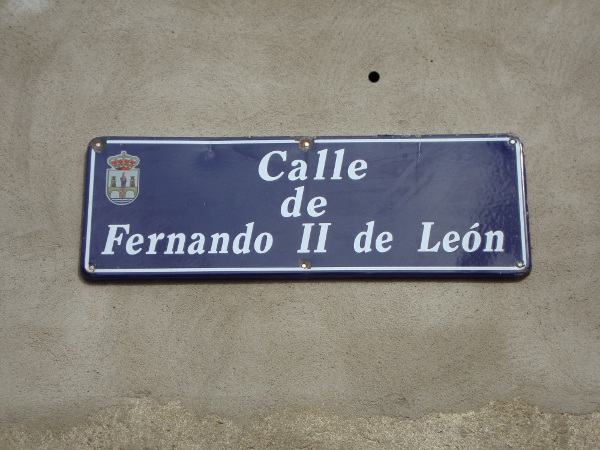 Calle
de
Fernando II de León